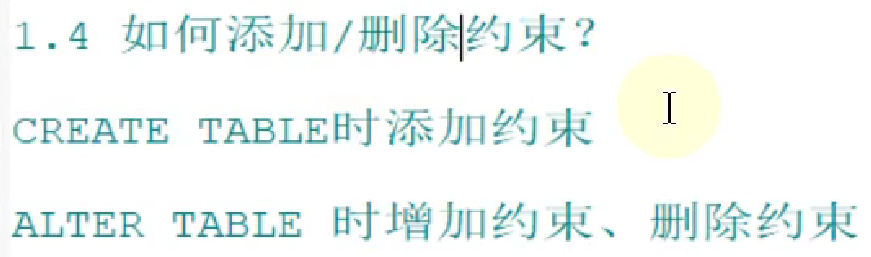 1.4 如何添加/删除约束?
CREATE TABLE时添加约束
ALTER TABLE 时增加约束、删除约束